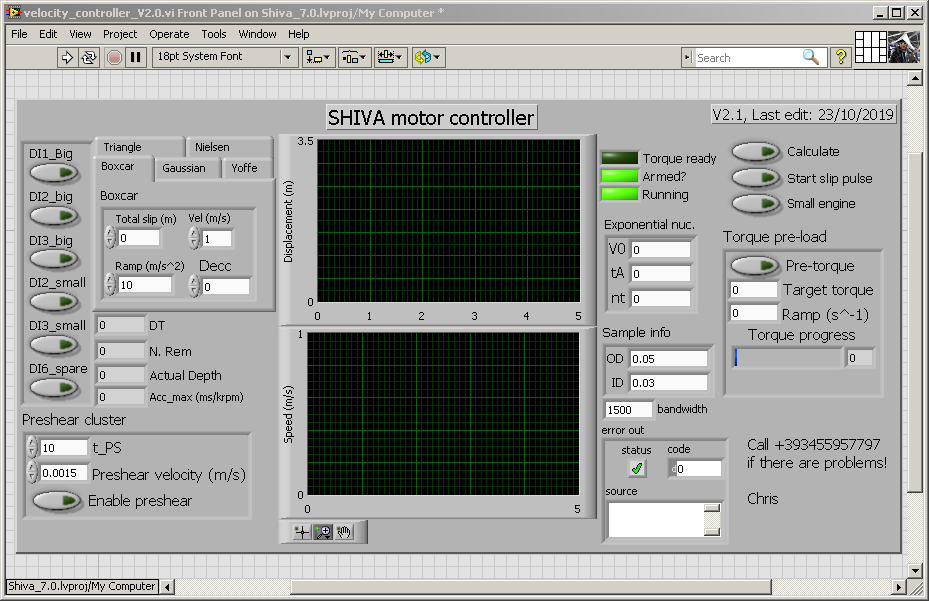 velocity_controller_V2.0.vi Front Panel on Shiva_7.0.lvproj/My Computer *
File Edit View Project Operate Tools Window Help
18pt System Font
Search
?
SHIVA motor controller
V2.1, Last edit: 23/10/2019
DI1_Big
DI2_big
DI3_big
DI2_small
DI3_small
DI6_spare
Triangle Nielsen
Boxcar Gaussian Yoffe
Boxcar
Total slip (m) Vel (m/s)
0 1
Ramp (m/s^2) Decc
10 0
0 DT
0 N. Rem
0 Actual Depth
0 Acc_max (ms/krpm)
Preshear cluster
10 t_PS
0.0015 Preshear velocity (m/s)
Enable preshear
3.5
Displacement (m)
0
0 1 2 3 4 5
1
Speed (m/s)
0
0 5
Torque ready
Armed?
Running
Exponential nuc.
V0 0
tA 0
nt 0
Sample info
OD 0.05
ID 0.03
1500 bandwidth
error out
status code
0
source
Calculate
Start slip pulse
Small engine
Torque pre-load
Pre-torque
0 Target torque
0 Ramp (s^-1)
Torque progress
0
Call +393455957797
if there are problems!
Chris
Shiva_7.0.lvproj/My Computer